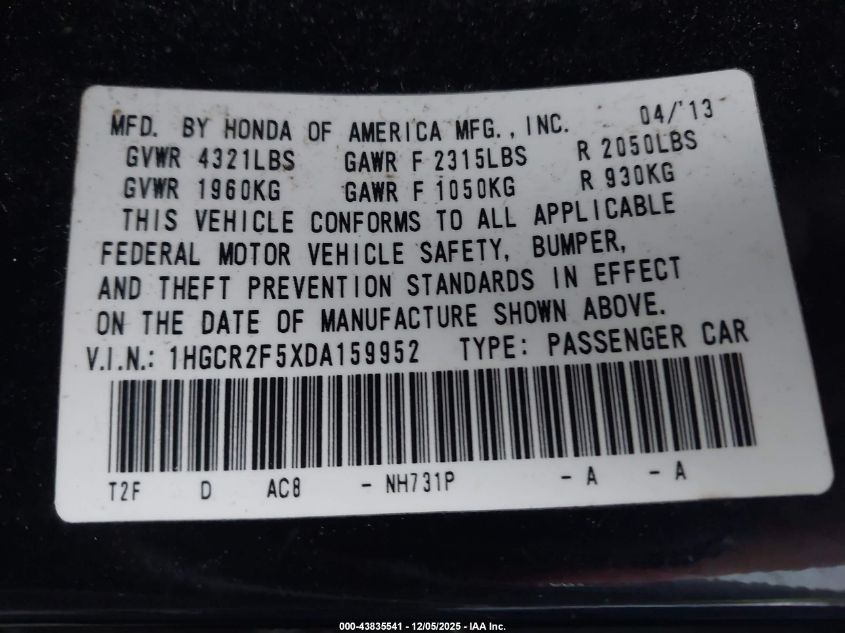 MFD. BY HONDA OF AMERICA MFG., INC. 04/'13
GVWR 4321LBS GAWR F 2315LBS R 2050LBS
GVWR 1960KG GAWR F 1050KG R 930KG
THIS VEHICLE CONFORMS TO ALL APPLICABLE
FEDERAL MOTOR VEHICLE SAFETY, BUMPER,
AND THEFT PREVENTION STANDARDS IN EFFECT
ON THE DATE OF MANUFACTURE SHOWN ABOVE.
V.I.N.: 1HGCR2F5XDA159952 TYPE: PASSENGER CAR
T2F D AC8 - NH731P - A - A
000-43835541 - 12/05/2025 - IAA Inc.